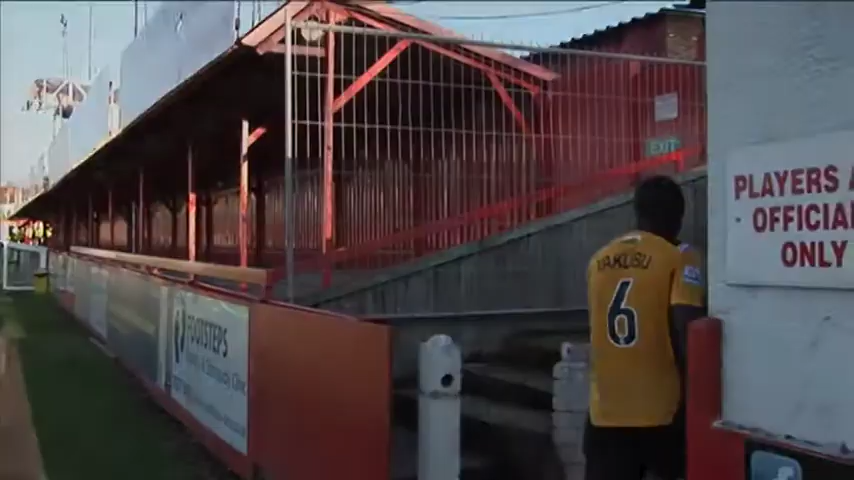 EXIT
PLAYERS A
OFFICIAL
ONLY
YAKUBU
6
FOOTSTEPS